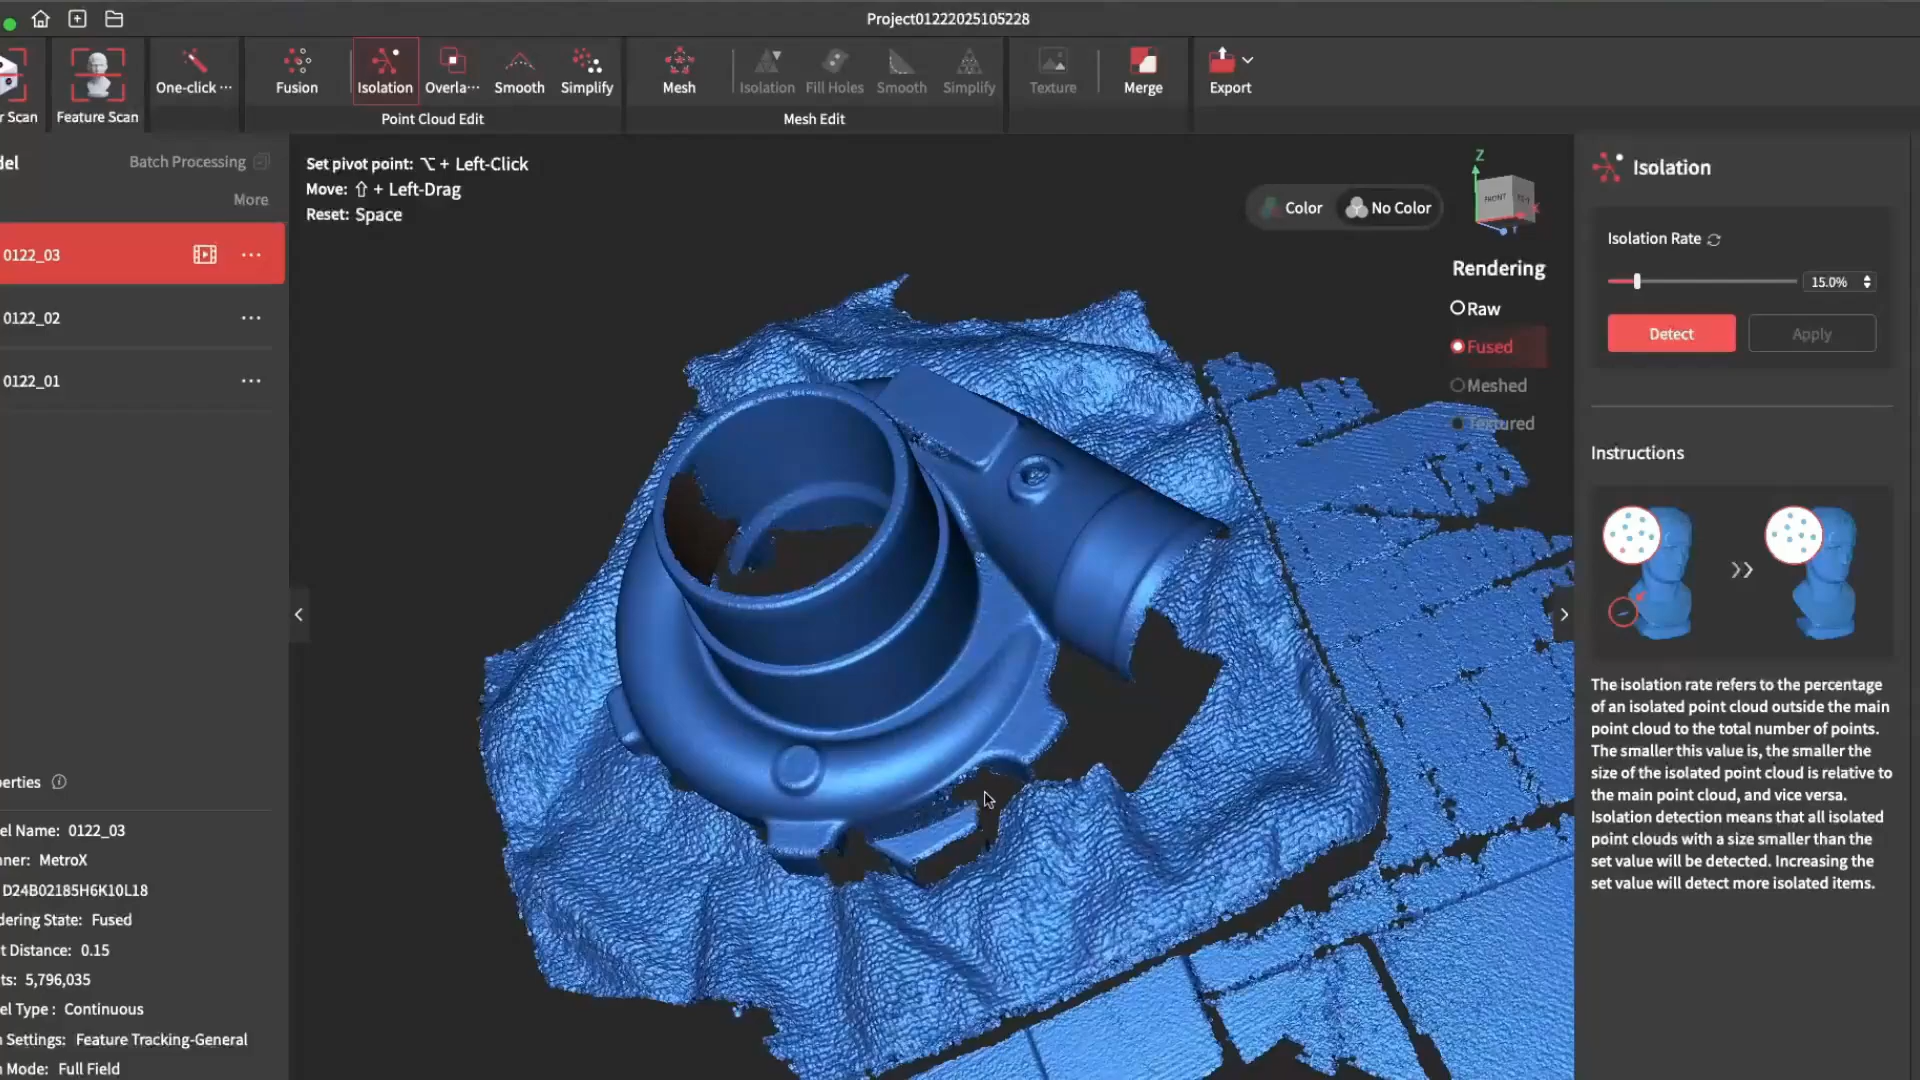 Project01222025105228
r Scan
Feature Scan
One-click ···
Fusion
Isolation
Overla···
Smooth
Simplify
Point Cloud Edit
Mesh
Isolation
Fill Holes
Smooth
Simplify
Mesh Edit
Texture
Merge
Export
del
Batch Processing
More
0122_03
0122_02
0122_01
Set pivot point: ⌥ + Left-Click
Move: ⇧ + Left-Drag
Reset: Space
Color
No Color
Z
FRONT
Rendering
Raw
Fused
Meshed
Textured
Isolation
Isolation Rate
15.0%
Detect
Apply
Instructions
The isolation rate refers to the percentage
of an isolated point cloud outside the main
point cloud to the total number of points.
The smaller this value is, the smaller the
size of the isolated point cloud is relative to
the main point cloud, and vice versa.
Isolation detection means that all isolated
point clouds with a size smaller than the
set value will be detected. Increasing the
set value will detect more isolated items.
perties
el Name: 0122_03
nner: MetroX
D24B02185H6K10L18
dering State: Fused
t Distance: 0.15
ts: 5,796,035
el Type : Continuous
n Settings: Feature Tracking-General
n Mode: Full Field